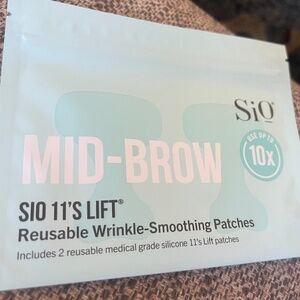 SiO
USE UP TO
10x
MID-BROW
SIO 11'S LIFT®
Reusable Wrinkle-Smoothing Patches
Includes 2 reusable medical grade silicone 11's Lift patches